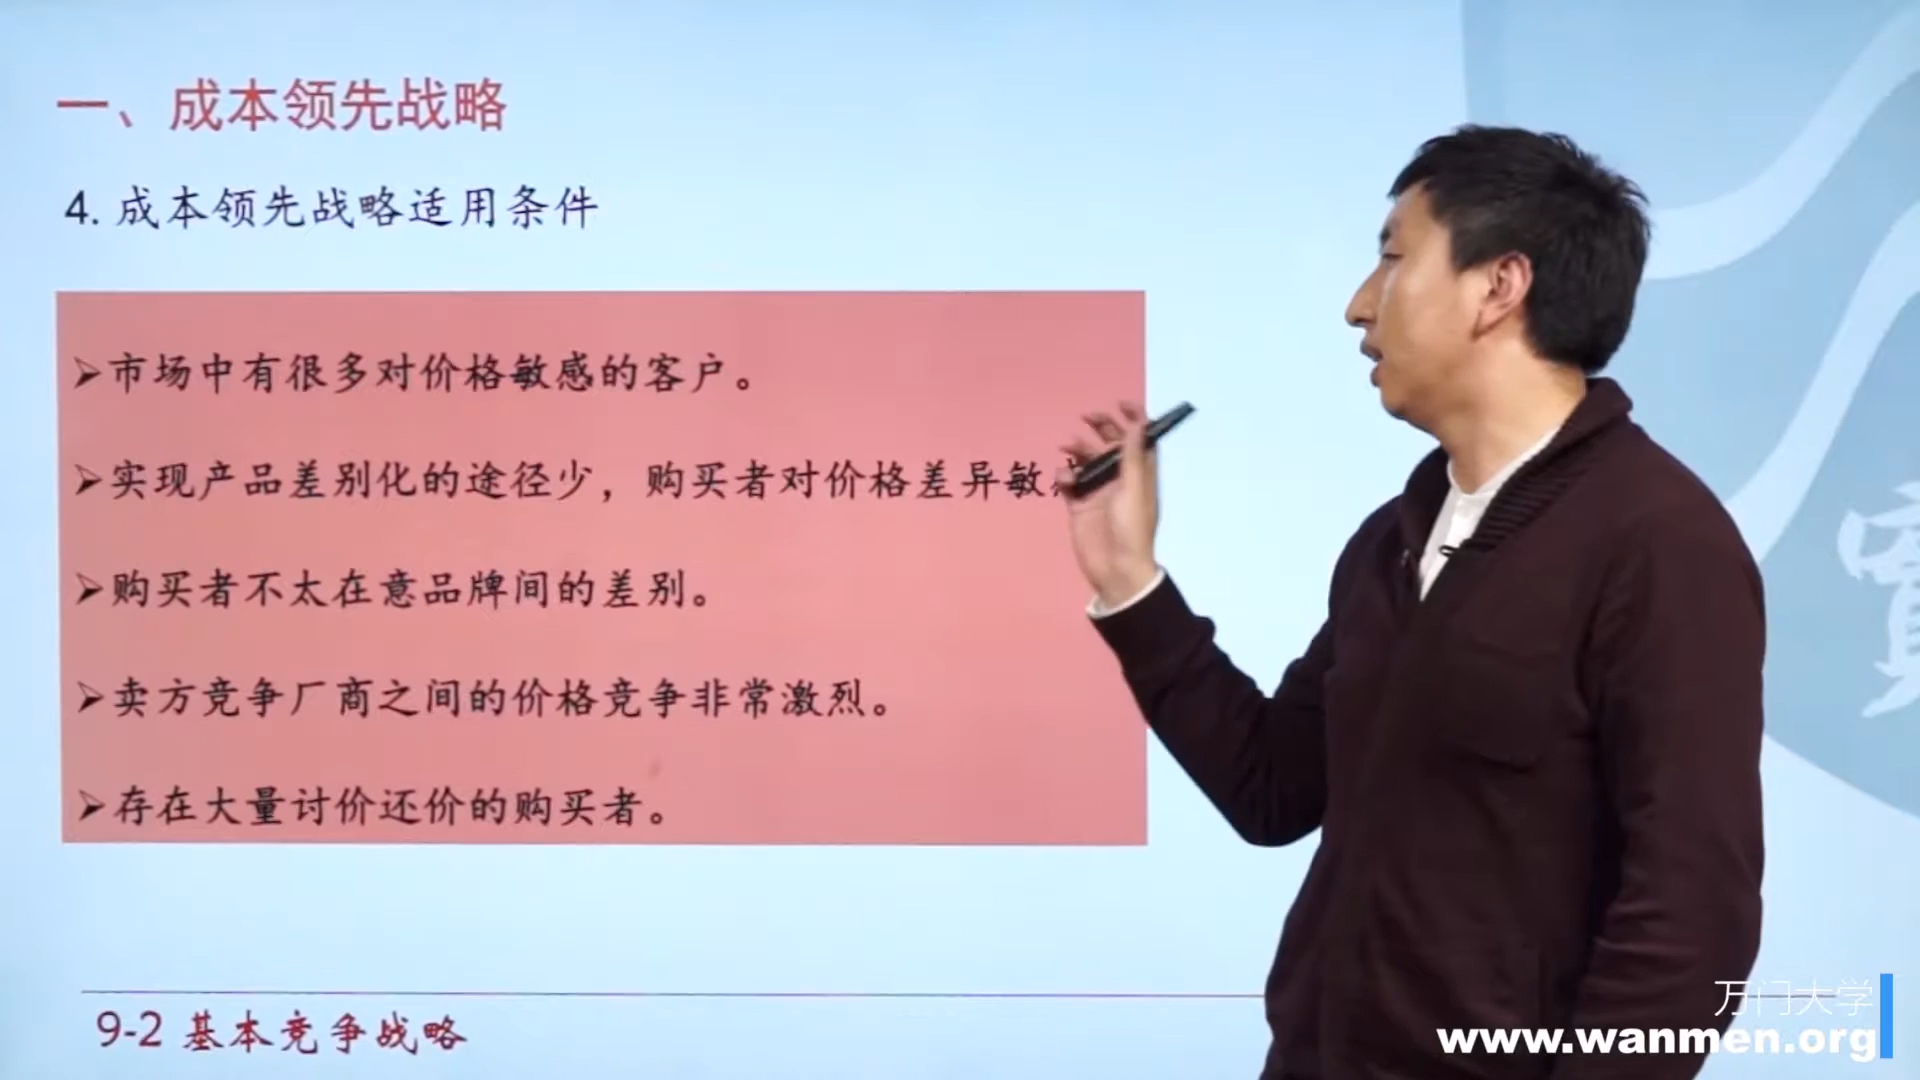 一、成本领先战略
4. 成本领先战略适用条件
➢市场中有很多对价格敏感的客户。
➢实现产品差别化的途径少，购买者对价格差异敏
➢购买者不太在意品牌间的差别。
➢卖方竞争厂商之间的价格竞争非常激烈。
➢存在大量讨价还价的购买者。
9-2 基本竞争战略
万门大学
www.wanmen.org